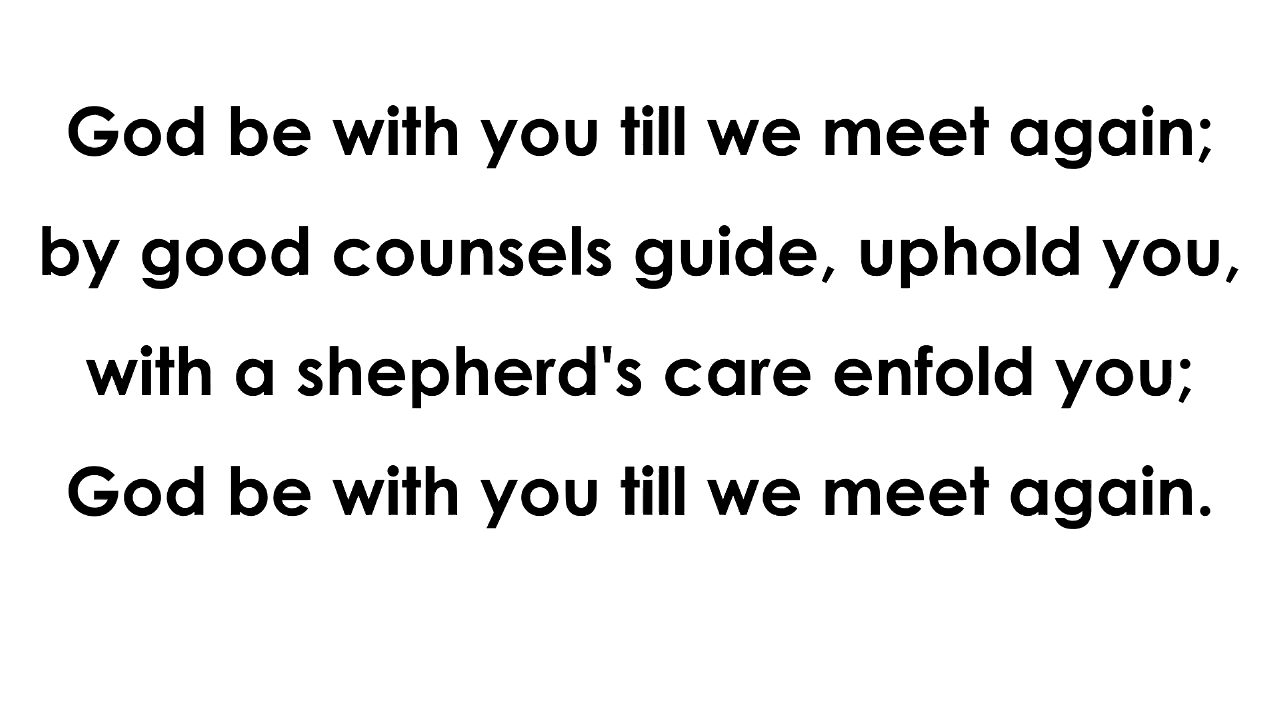 God be with you till we meet again;
by good counsels guide, uphold you,
with a shepherd's care enfold you;
God be with you till we meet again.